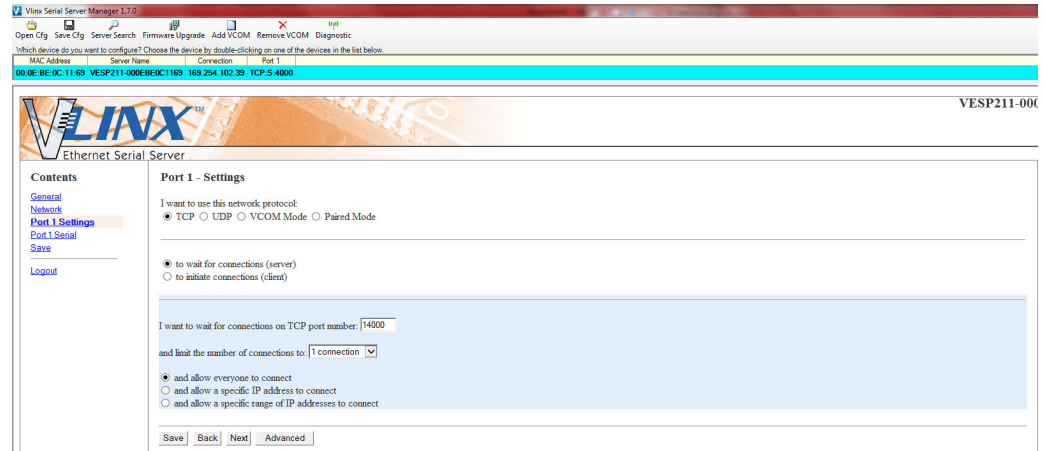 Vlinx Serial Server Manager 1.7.0
Open Cfg Save Cfg Server Search Firmware Upgrade Add VCOM Remove VCOM Diagnostic
Which device do you want to configure? Choose the device by double-clicking on one of the devices in the list below.
MAC Address Server Name Connection Port 1
00:0E:BE:0C:11:69 VESP211-000EBE0C1169 169.254.102.39 TCP:S:4000
VLINX TM
VESP211-000
Ethernet Serial Server
Contents
General
Network
Port 1 Settings
Port 1 Serial
Save
Logout
Port 1 - Settings
I want to use this network protocol:
TCP UDP VCOM Mode Paired Mode
to wait for connections (server)
to initiate connections (client)
I want to wait for connections on TCP port number: 14000
and limit the number of connections to: 1 connection
and allow everyone to connect
and allow a specific IP address to connect
and allow a specific range of IP addresses to connect
Save Back Next Advanced